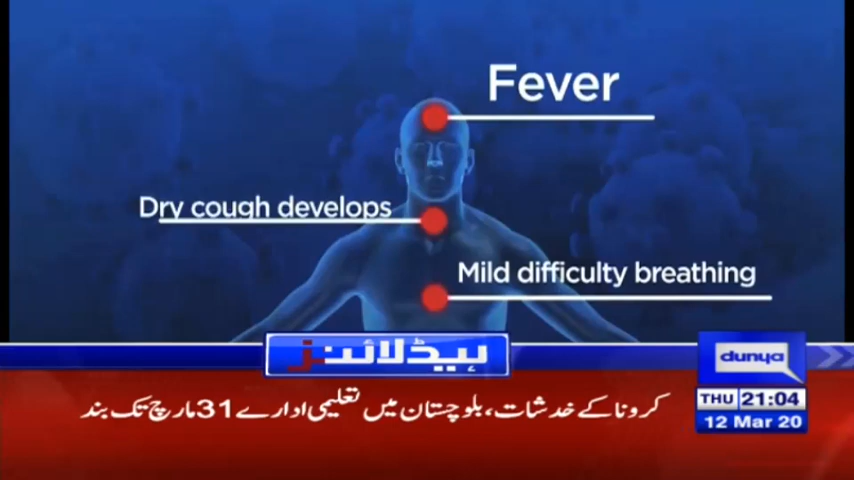 Fever
Dry cough develops
Mild difficulty breathing
ہیڈلائنز
dunya
کرونا کے خدشات، بلوچستان میں تعلیمی ادارے 31 مارچ تک بند
THU 21:04
12 Mar 20